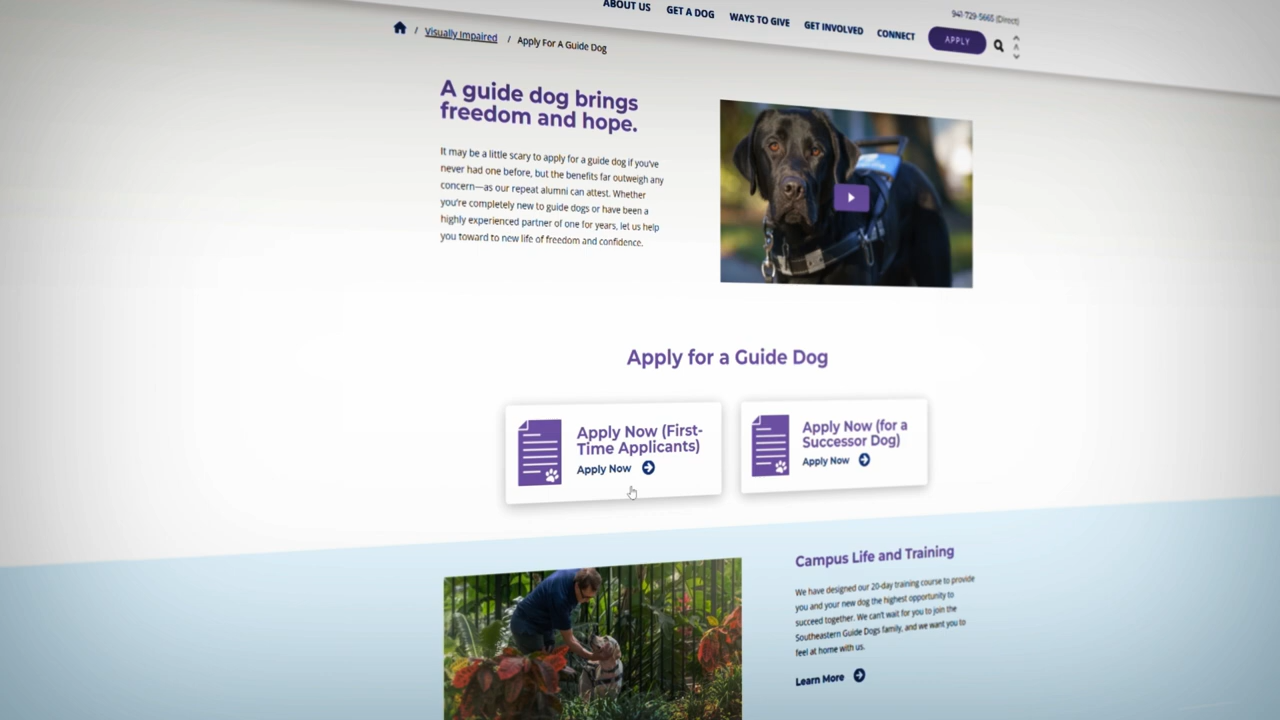 941-729-5665 (Direct)
ABOUT US GET A DOG WAYS TO GIVE GET INVOLVED CONNECT APPLY
/ Visually Impaired / Apply For A Guide Dog
A guide dog brings
freedom and hope.
It may be a little scary to apply for a guide dog if you've
never had one before, but the benefits far outweigh any
concern—as our repeat alumni can attest. Whether
you're completely new to guide dogs or have been a
highly experienced partner of one for years, let us help
you toward to new life of freedom and confidence.
Apply for a Guide Dog
Apply Now (First-
Time Applicants)
Apply Now
Apply Now (for a
Successor Dog)
Apply Now
Campus Life and Training
We have designed our 20-day training course to provide
you and your new dog the highest opportunity to
succeed together. We can't wait for you to join the
Southeastern Guide Dogs family, and we want you to
feel at home with us.
Learn More